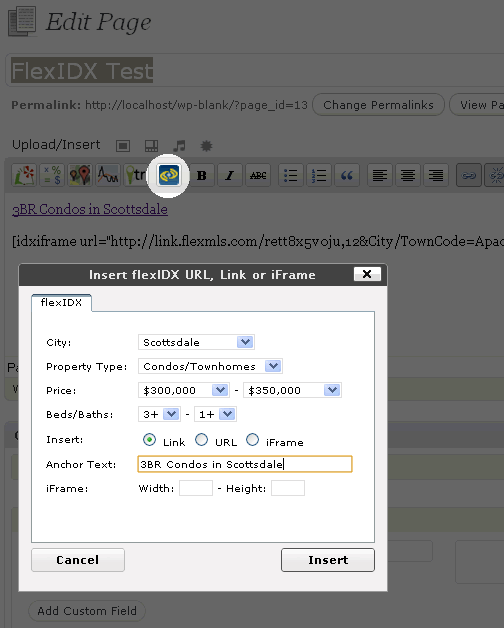 Edit Page
FlexIDX Test
Permalink: http://localhost/wp-blank/?page_id=13 Change Permalinks View Pa
Upload/Insert
tr B I ABC
3BR Condos in Scottsdale
[idxiframe url="http://link.flexmls.com/rett8x5voju,12&City/TownCode=Apac
Insert flexIDX URL, Link or iFrame X
flexIDX
City: Scottsdale
Property Type: Condos/Townhomes
Price: $300,000 - $350,000
Beds/Baths: 3+ - 1+
Insert: Link URL iFrame
Anchor Text: 3BR Condos in Scottsdale
iFrame: Width: - Height:
Pa
Cancel Insert
Add Custom Field